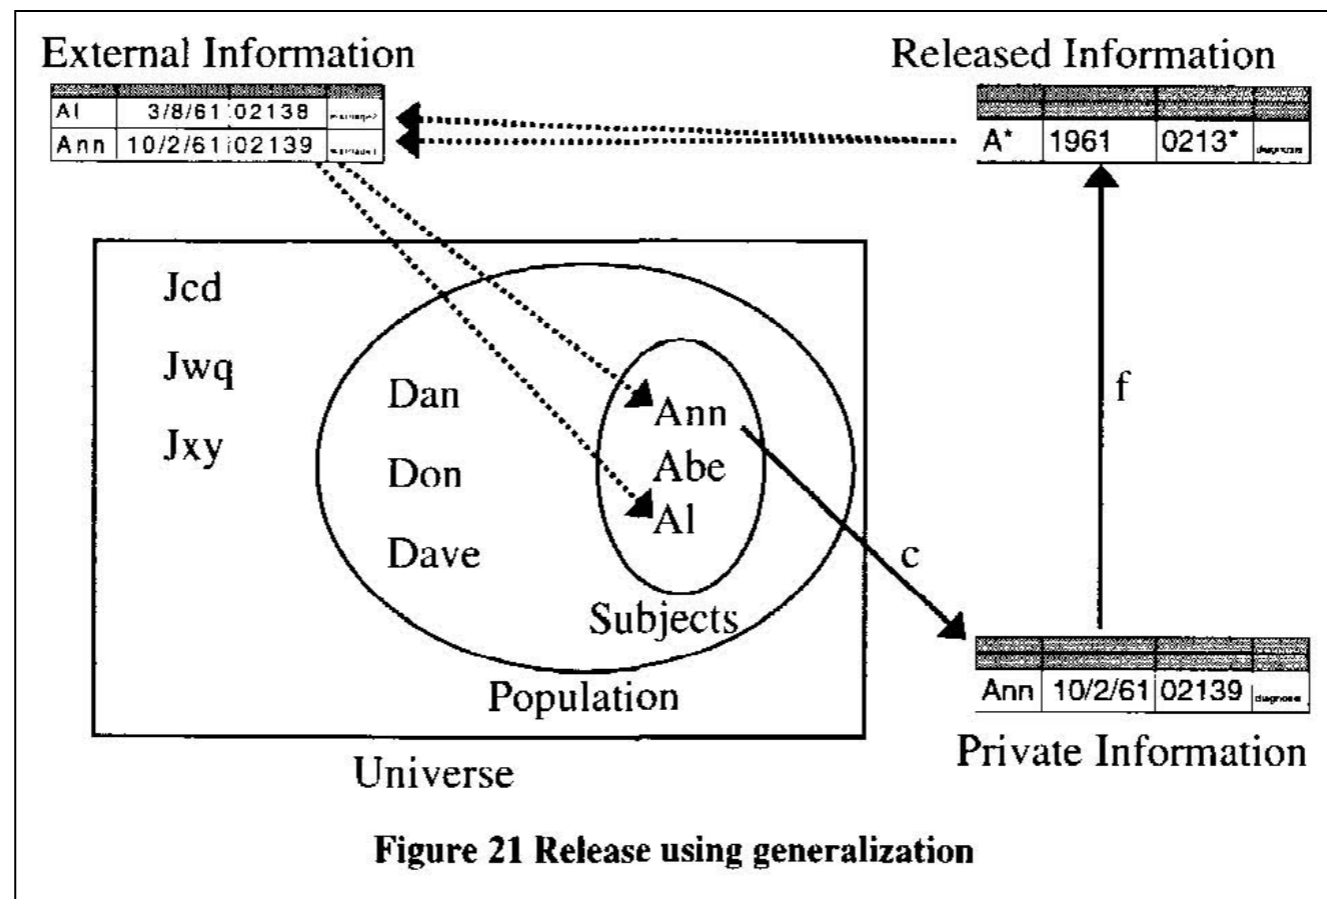 External Information
Al 3/8/61 02138
Ann 10/2/61 02139
Released Information
A* 1961 0213* diagnosis
Jcd
Jwq
Jxy
Dan
Don
Dave
Ann
Abe
Al
Subjects
Population
Universe
c
f
Ann 10/2/61 02139 diagnosis
Private Information
Figure 21 Release using generalization